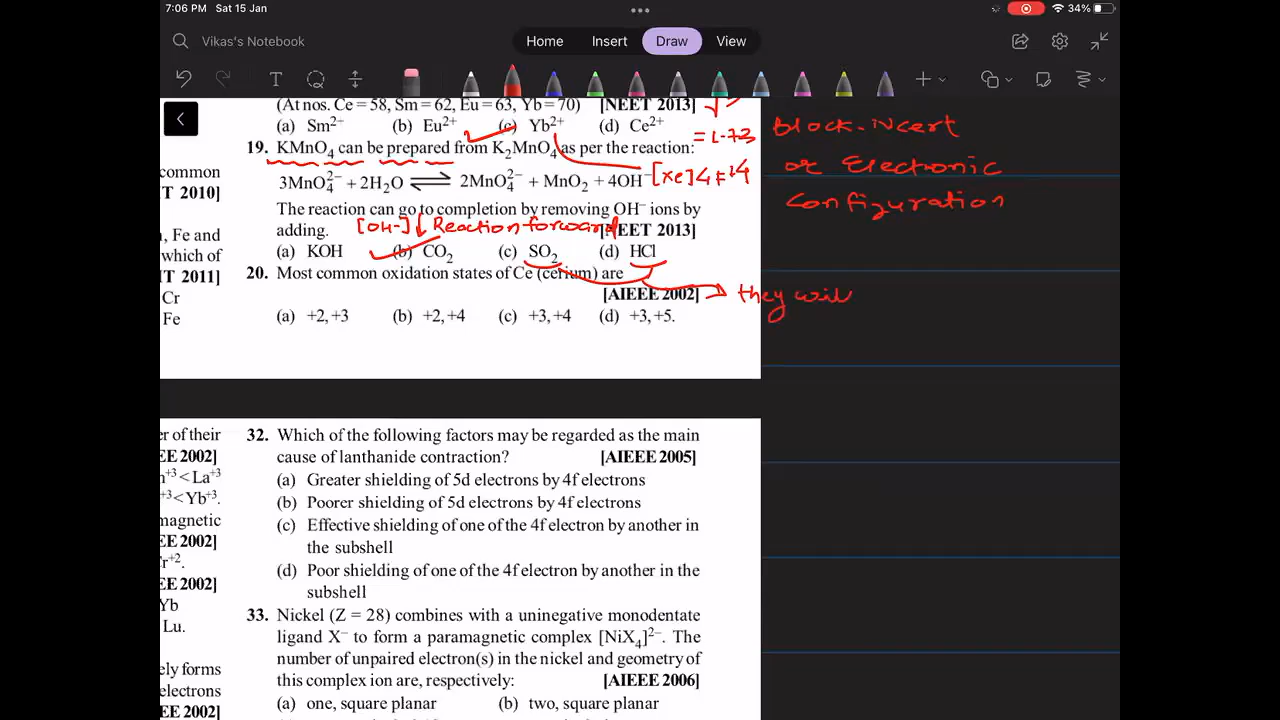 7:06 PM Sat 15 Jan
34%
Vikas's Notebook
Home Insert Draw View
(At nos. Ce = 58, Sm = 62, Eu = 63, Yb = 70) [NEET 2013]
(a) Sm²⁺ (b) Eu²⁺ (c) Yb²⁺ (d) Ce²⁺
= 1.73
19. KMnO₄ can be prepared from K₂MnO₄ as per the reaction:
3MnO₄²⁻ + 2H₂O ⇌ 2MnO₄⁻ + MnO₂ + 4OH⁻
[Xe]4F14
The reaction can go to completion by removing OH⁻ ions by
adding. [NEET 2013]
[OH-]↓ Reaction forward
(a) KOH (b) CO₂ (c) SO₂ (d) HCl
20. Most common oxidation states of Ce (cerium) are
[AIEEE 2002]
(a) +2, +3 (b) +2, +4 (c) +3, +4 (d) +3, +5.
Block-Ncert
or Electronic
configuration
they will
common
T 2010]
, Fe and
which of
T 2011]
Cr
Fe
32. Which of the following factors may be regarded as the main
cause of lanthanide contraction? [AIEEE 2005]
(a) Greater shielding of 5d electrons by 4f electrons
(b) Poorer shielding of 5d electrons by 4f electrons
(c) Effective shielding of one of the 4f electron by another in
the subshell
(d) Poor shielding of one of the 4f electron by another in the
subshell
33. Nickel (Z = 28) combines with a uninegative monodentate
ligand X⁻ to form a paramagnetic complex [NiX₄]²⁻. The
number of unpaired electron(s) in the nickel and geometry of
this complex ion are, respectively: [AIEEE 2006]
(a) one, square planar (b) two, square planar
er of their
EE 2002]
+3 < La+3
+3 < Yb+3.
magnetic
EE 2002]
Cr+2.
EE 2002]
Yb
Lu.
ely forms
electrons
EE 2002]